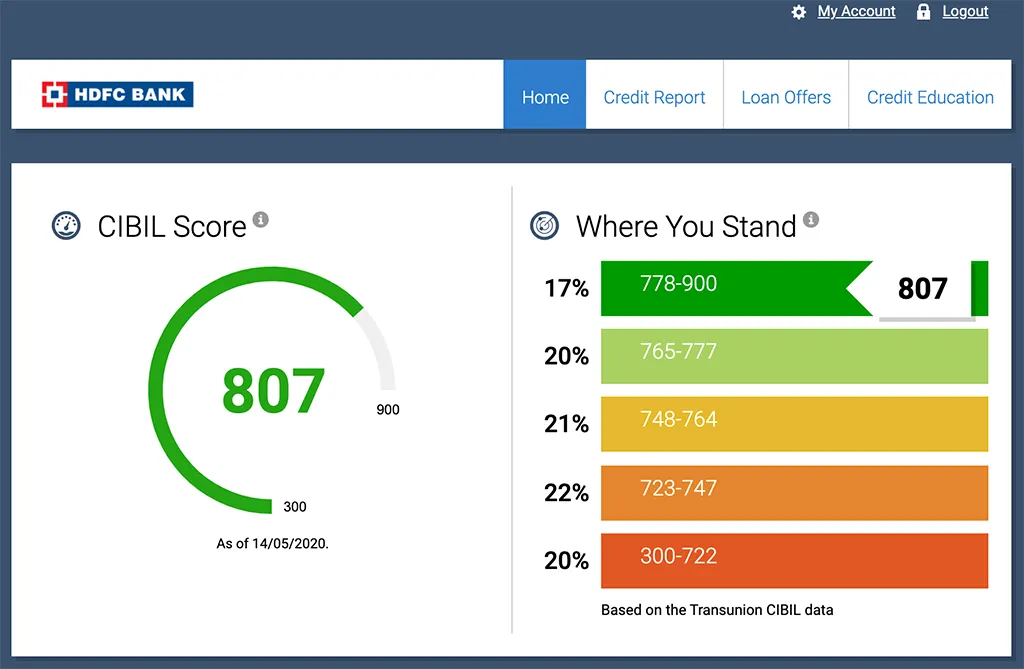 My Account
Logout
HDFC BANK
Home
Credit Report
Loan Offers
Credit Education
CIBIL Score
807
900
300
As of 14/05/2020.
Where You Stand
17% 778-900 807
20% 765-777
21% 748-764
22% 723-747
20% 300-722
Based on the Transunion CIBIL data